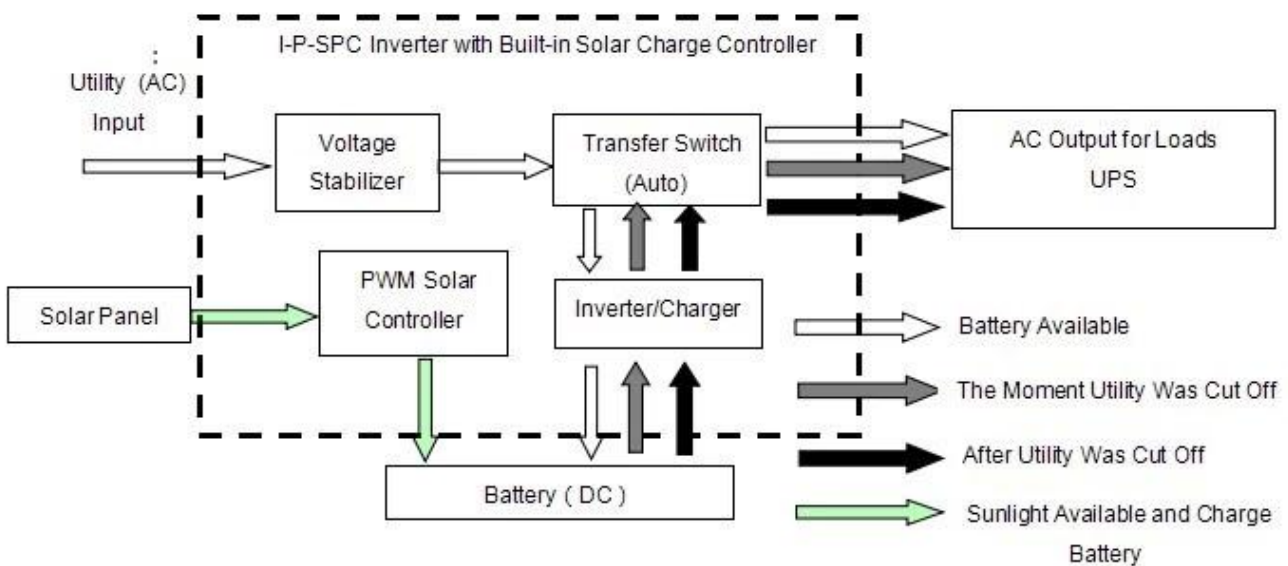 I-P-SPC Inverter with Built-in Solar Charge Controller
:
Utility (AC)
Input
Voltage
Stabilizer
Transfer Switch
(Auto)
AC Output for Loads
UPS
Solar Panel
PWM Solar
Controller
Inverter/Charger
Battery ( DC )
Battery Available
The Moment Utility Was Cut Off
After Utility Was Cut Off
Sunlight Available and Charge
Battery